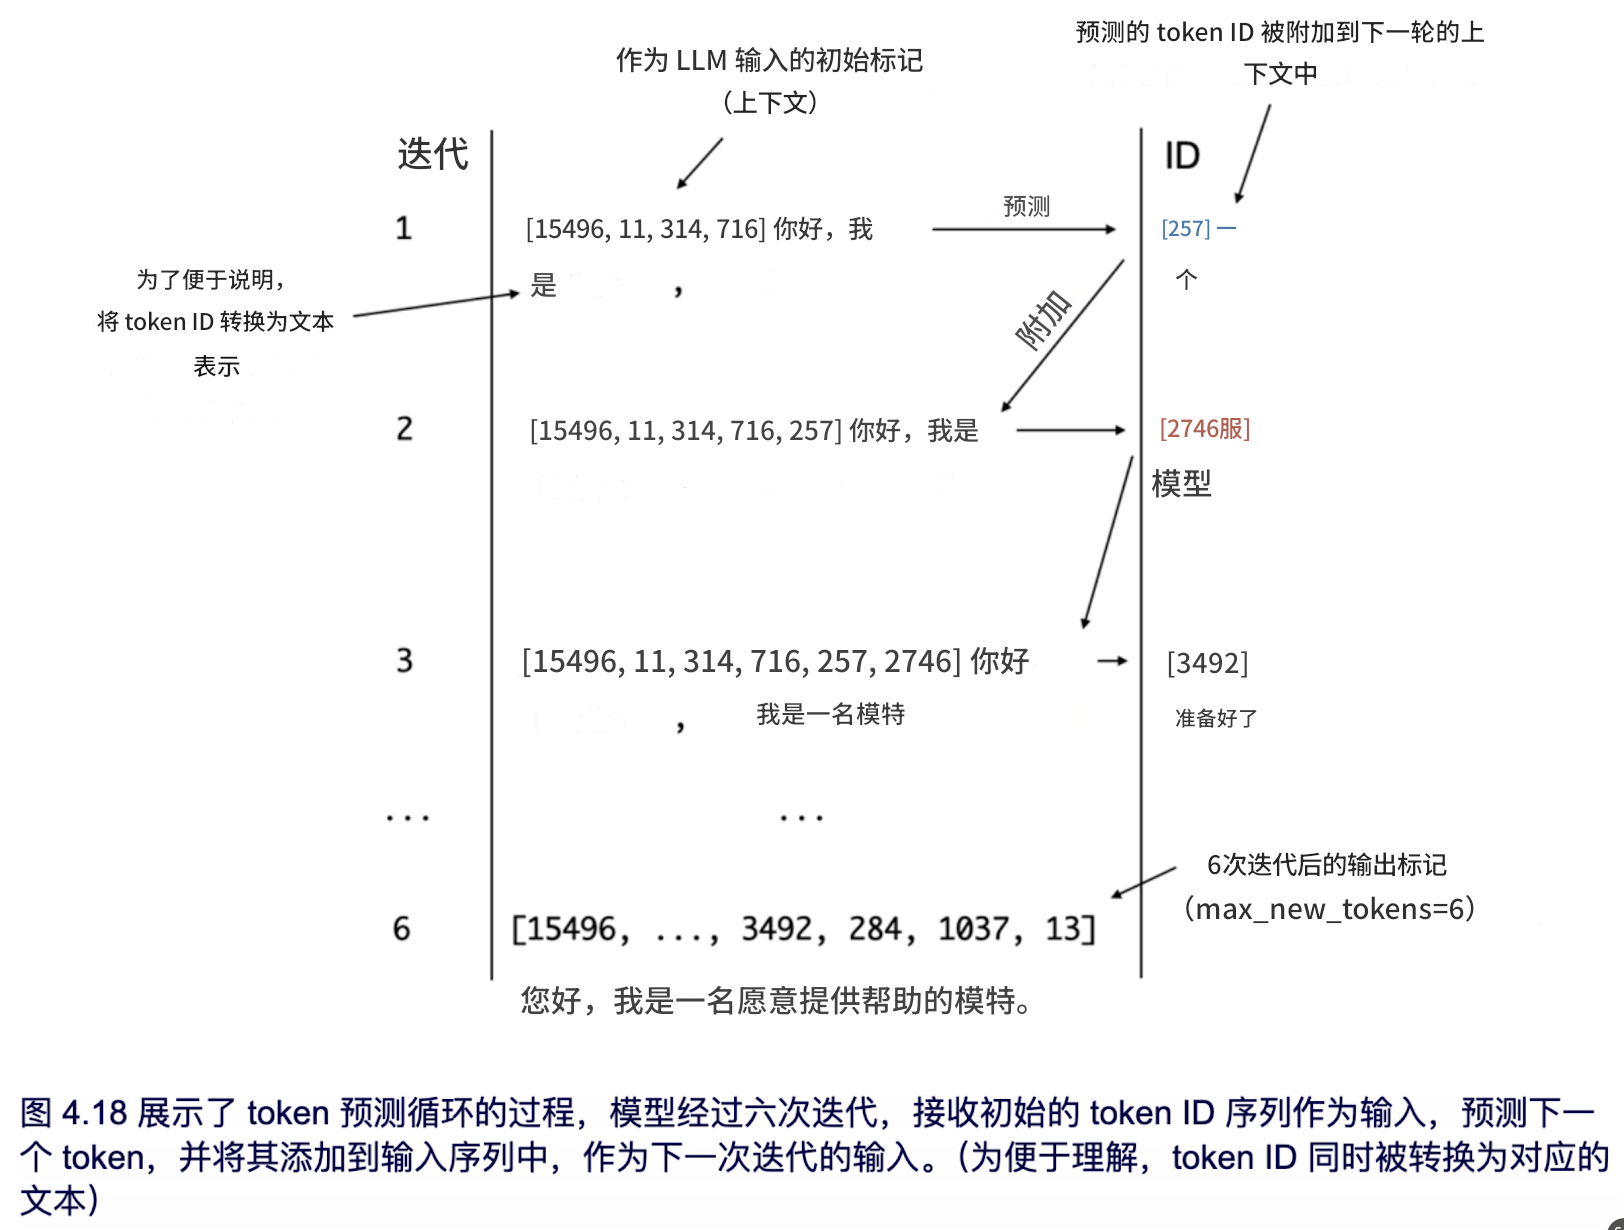 预测的 token ID 被附加到下一轮的上
下文中
作为 LLM 输入的初始标记
（上下文）
迭代
ID
1
[15496, 11, 314, 716] 你好，我
预测
[257] 一
为了便于说明，
将 token ID 转换为文本
表示
是
，
个
附加
2
[15496, 11, 314, 716, 257] 你好，我是
[2746服]
模型
3
[15496, 11, 314, 716, 257, 2746] 你好
[3492]
，
我是一名模特
准备好了
...
...
6次迭代后的输出标记
（max_new_tokens=6）
6
[15496, ..., 3492, 284, 1037, 13]
您好，我是一名愿意提供帮助的模特。
图 4.18 展示了 token 预测循环的过程，模型经过六次迭代，接收初始的 token ID 序列作为输入，预测下一
个 token，并将其添加到输入序列中，作为下一次迭代的输入。（为便于理解，token ID 同时被转换为对应的
文本）